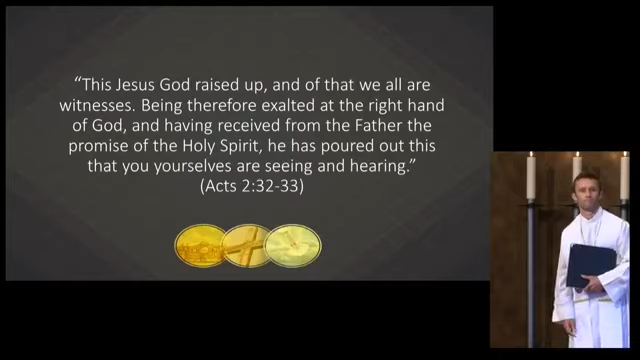 “This Jesus God raised up, and of that we all are
witnesses. Being therefore exalted at the right hand
of God, and having received from the Father the
promise of the Holy Spirit, he has poured out this
that you yourselves are seeing and hearing.”
(Acts 2:32-33)